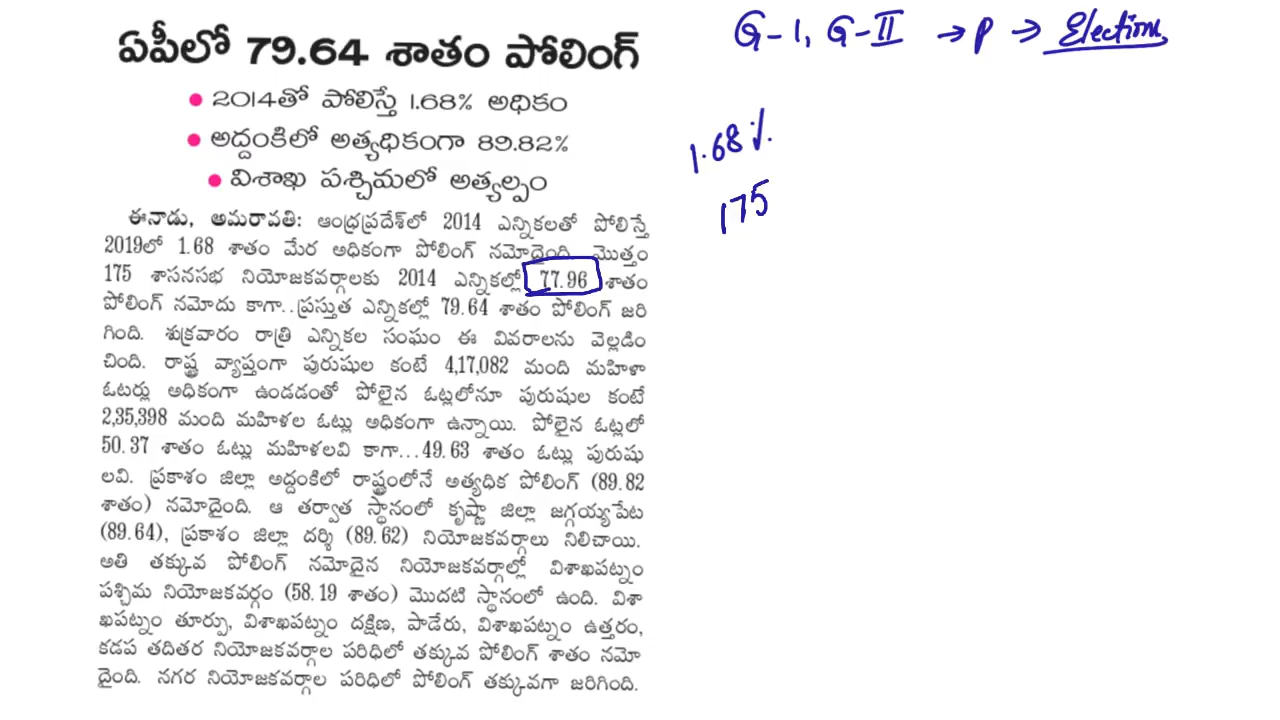 G-I, G-II → P → Elections
ఏపీలో 79.64 శాతం పోలింగ్
• 2014తో పోలిస్తే 1.68% అధికం
• అద్దంకిలో అత్యధికంగా 89.82%
• విశాఖ పశ్చిమలో అత్యల్పం
1.68%
175
ఈనాడు, అమరావతి: ఆంధ్రప్రదేశ్‌లో 2014 ఎన్నికలతో పోలిస్తే
2019లో 1.68 శాతం మేర అధికంగా పోలింగ్ నమోదైంది. మొత్తం
175 శాసనసభ నియోజకవర్గాలకు 2014 ఎన్నికల్లో 77.96 శాతం
పోలింగ్ నమోదు కాగా..ప్రస్తుత ఎన్నికల్లో 79.64 శాతం పోలింగ్ జరి
గింది. శుక్రవారం రాత్రి ఎన్నికల సంఘం ఈ వివరాలను వెల్లడిం
చింది. రాష్ట్ర వ్యాప్తంగా పురుషుల కంటే 4,17,082 మంది మహిళా
ఓటర్లు అధికంగా ఉండడంతో పోలైన ఓట్లలోనూ పురుషుల కంటే
2,35,398 మంది మహిళల ఓట్లు అధికంగా ఉన్నాయి. పోలైన ఓట్లలో
50.37 శాతం ఓట్లు మహిళలవి కాగా...49.63 శాతం ఓట్లు పురుషు
లవి. ప్రకాశం జిల్లా అద్దంకిలో రాష్ట్రంలోనే అత్యధిక పోలింగ్ (89.82
శాతం) నమోదైంది. ఆ తర్వాత స్థానంలో కృష్ణా జిల్లా జగ్గయ్యపేట
(89.64), ప్రకాశం జిల్లా దర్శి (89.62) నియోజకవర్గాలు నిలిచాయి.
అతి తక్కువ పోలింగ్ నమోదైన నియోజకవర్గాల్లో విశాఖపట్నం
పశ్చిమ నియోజకవర్గం (58.19 శాతం) మొదటి స్థానంలో ఉంది. విశా
ఖపట్నం తూర్పు, విశాఖపట్నం దక్షిణ, పాడేరు, విశాఖపట్నం ఉత్తరం,
కడప తదితర నియోజకవర్గాల పరిధిలో తక్కువ పోలింగ్ శాతం నమో
దైంది. నగర నియోజకవర్గాల పరిధిలో పోలింగ్ తక్కువగా జరిగింది.